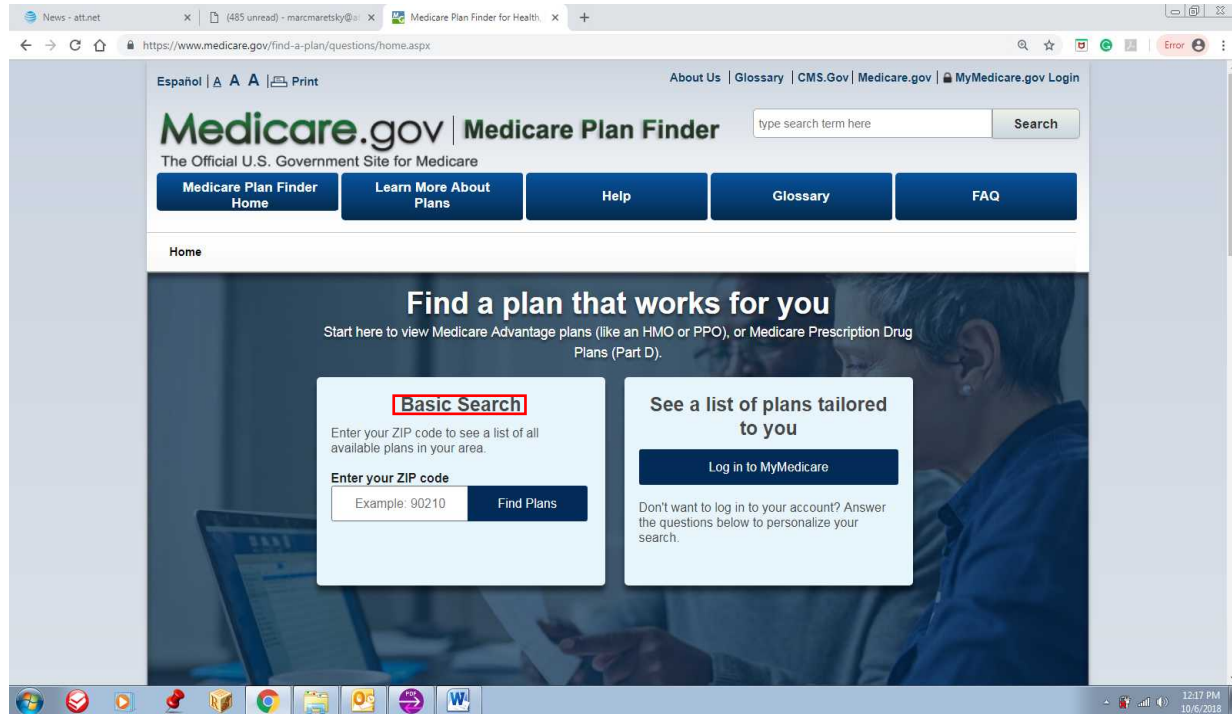 News - att.net
(485 unread) - marcmaretsky@a
Medicare Plan Finder for Health,
https://www.medicare.gov/find-a-plan/questions/home.aspx
Error
Español | A A A | Print
About Us | Glossary | CMS.Gov | Medicare.gov | MyMedicare.gov Login
Medicare.gov | Medicare Plan Finder
type search term here
Search
The Official U.S. Government Site for Medicare
Medicare Plan Finder
Home
Learn More About
Plans
Help
Glossary
FAQ
Home
Find a plan that works for you
Start here to view Medicare Advantage plans (like an HMO or PPO), or Medicare Prescription Drug
Plans (Part D).
Basic Search
Enter your ZIP code to see a list of all
available plans in your area.
Enter your ZIP code
Example: 90210
Find Plans
See a list of plans tailored
to you
Log in to MyMedicare
Don't want to log in to your account? Answer
the questions below to personalize your
search.
PDF
12:17 PM
10/6/2018